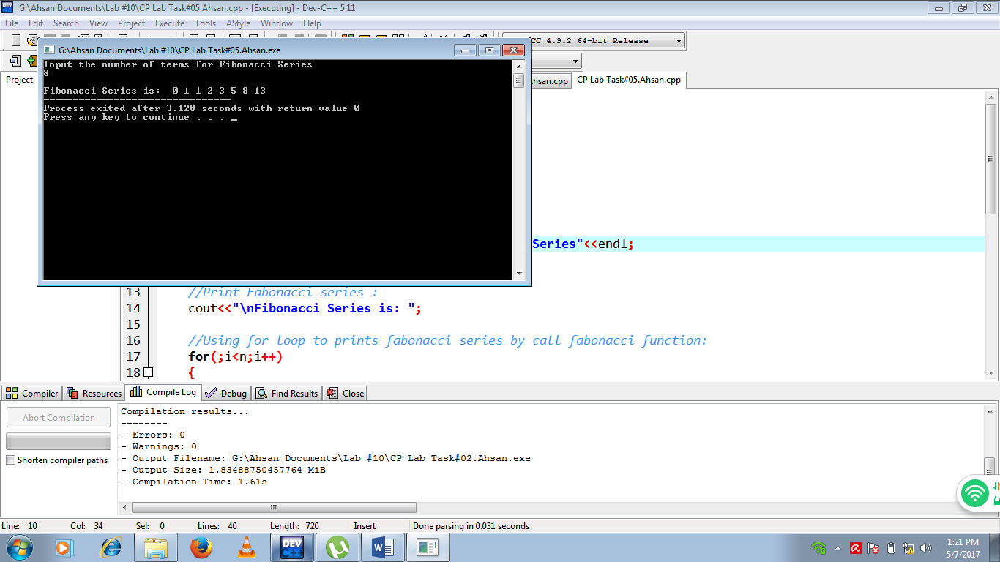 G:\Ahsan Documents\Lab #10\CP Lab Task#05.Ahsan.cpp - [Executing] - Dev-C++ 5.11
File Edit Search View Project Execute Tools AStyle Window Help
CC 4.9.2 64-bit Release
G:\Ahsan Documents\Lab #10\CP Lab Task#05.Ahsan.exe
Input the number of terms for Fibonacci Series
8
Fibonacci Series is:  0 1 1 2 3 5 8 13
--------------------------------
Process exited after 3.128 seconds with return value 0
Press any key to continue . . .
Project
hsan.cpp CP Lab Task#05.Ahsan.cpp
Series"<<endl;
13 //Print Fabonacci series :
14 cout<<"\nFibonacci Series is: ";
15
16 //Using for loop to prints fabonacci series by call fabonacci function:
17 for(;i<n;i++)
18 {
Compiler Resources Compile Log Debug Find Results Close
Abort Compilation
Shorten compiler paths
Compilation results...
--------
- Errors: 0
- Warnings: 0
- Output Filename: G:\Ahsan Documents\Lab #10\CP Lab Task#02.Ahsan.exe
- Output Size: 1.83488750457764 MiB
- Compilation Time: 1.61s
Line: 10 Col: 34 Sel: 0 Lines: 40 Length: 720 Insert Done parsing in 0.031 seconds
DEV C++
1:21 PM
5/7/2017